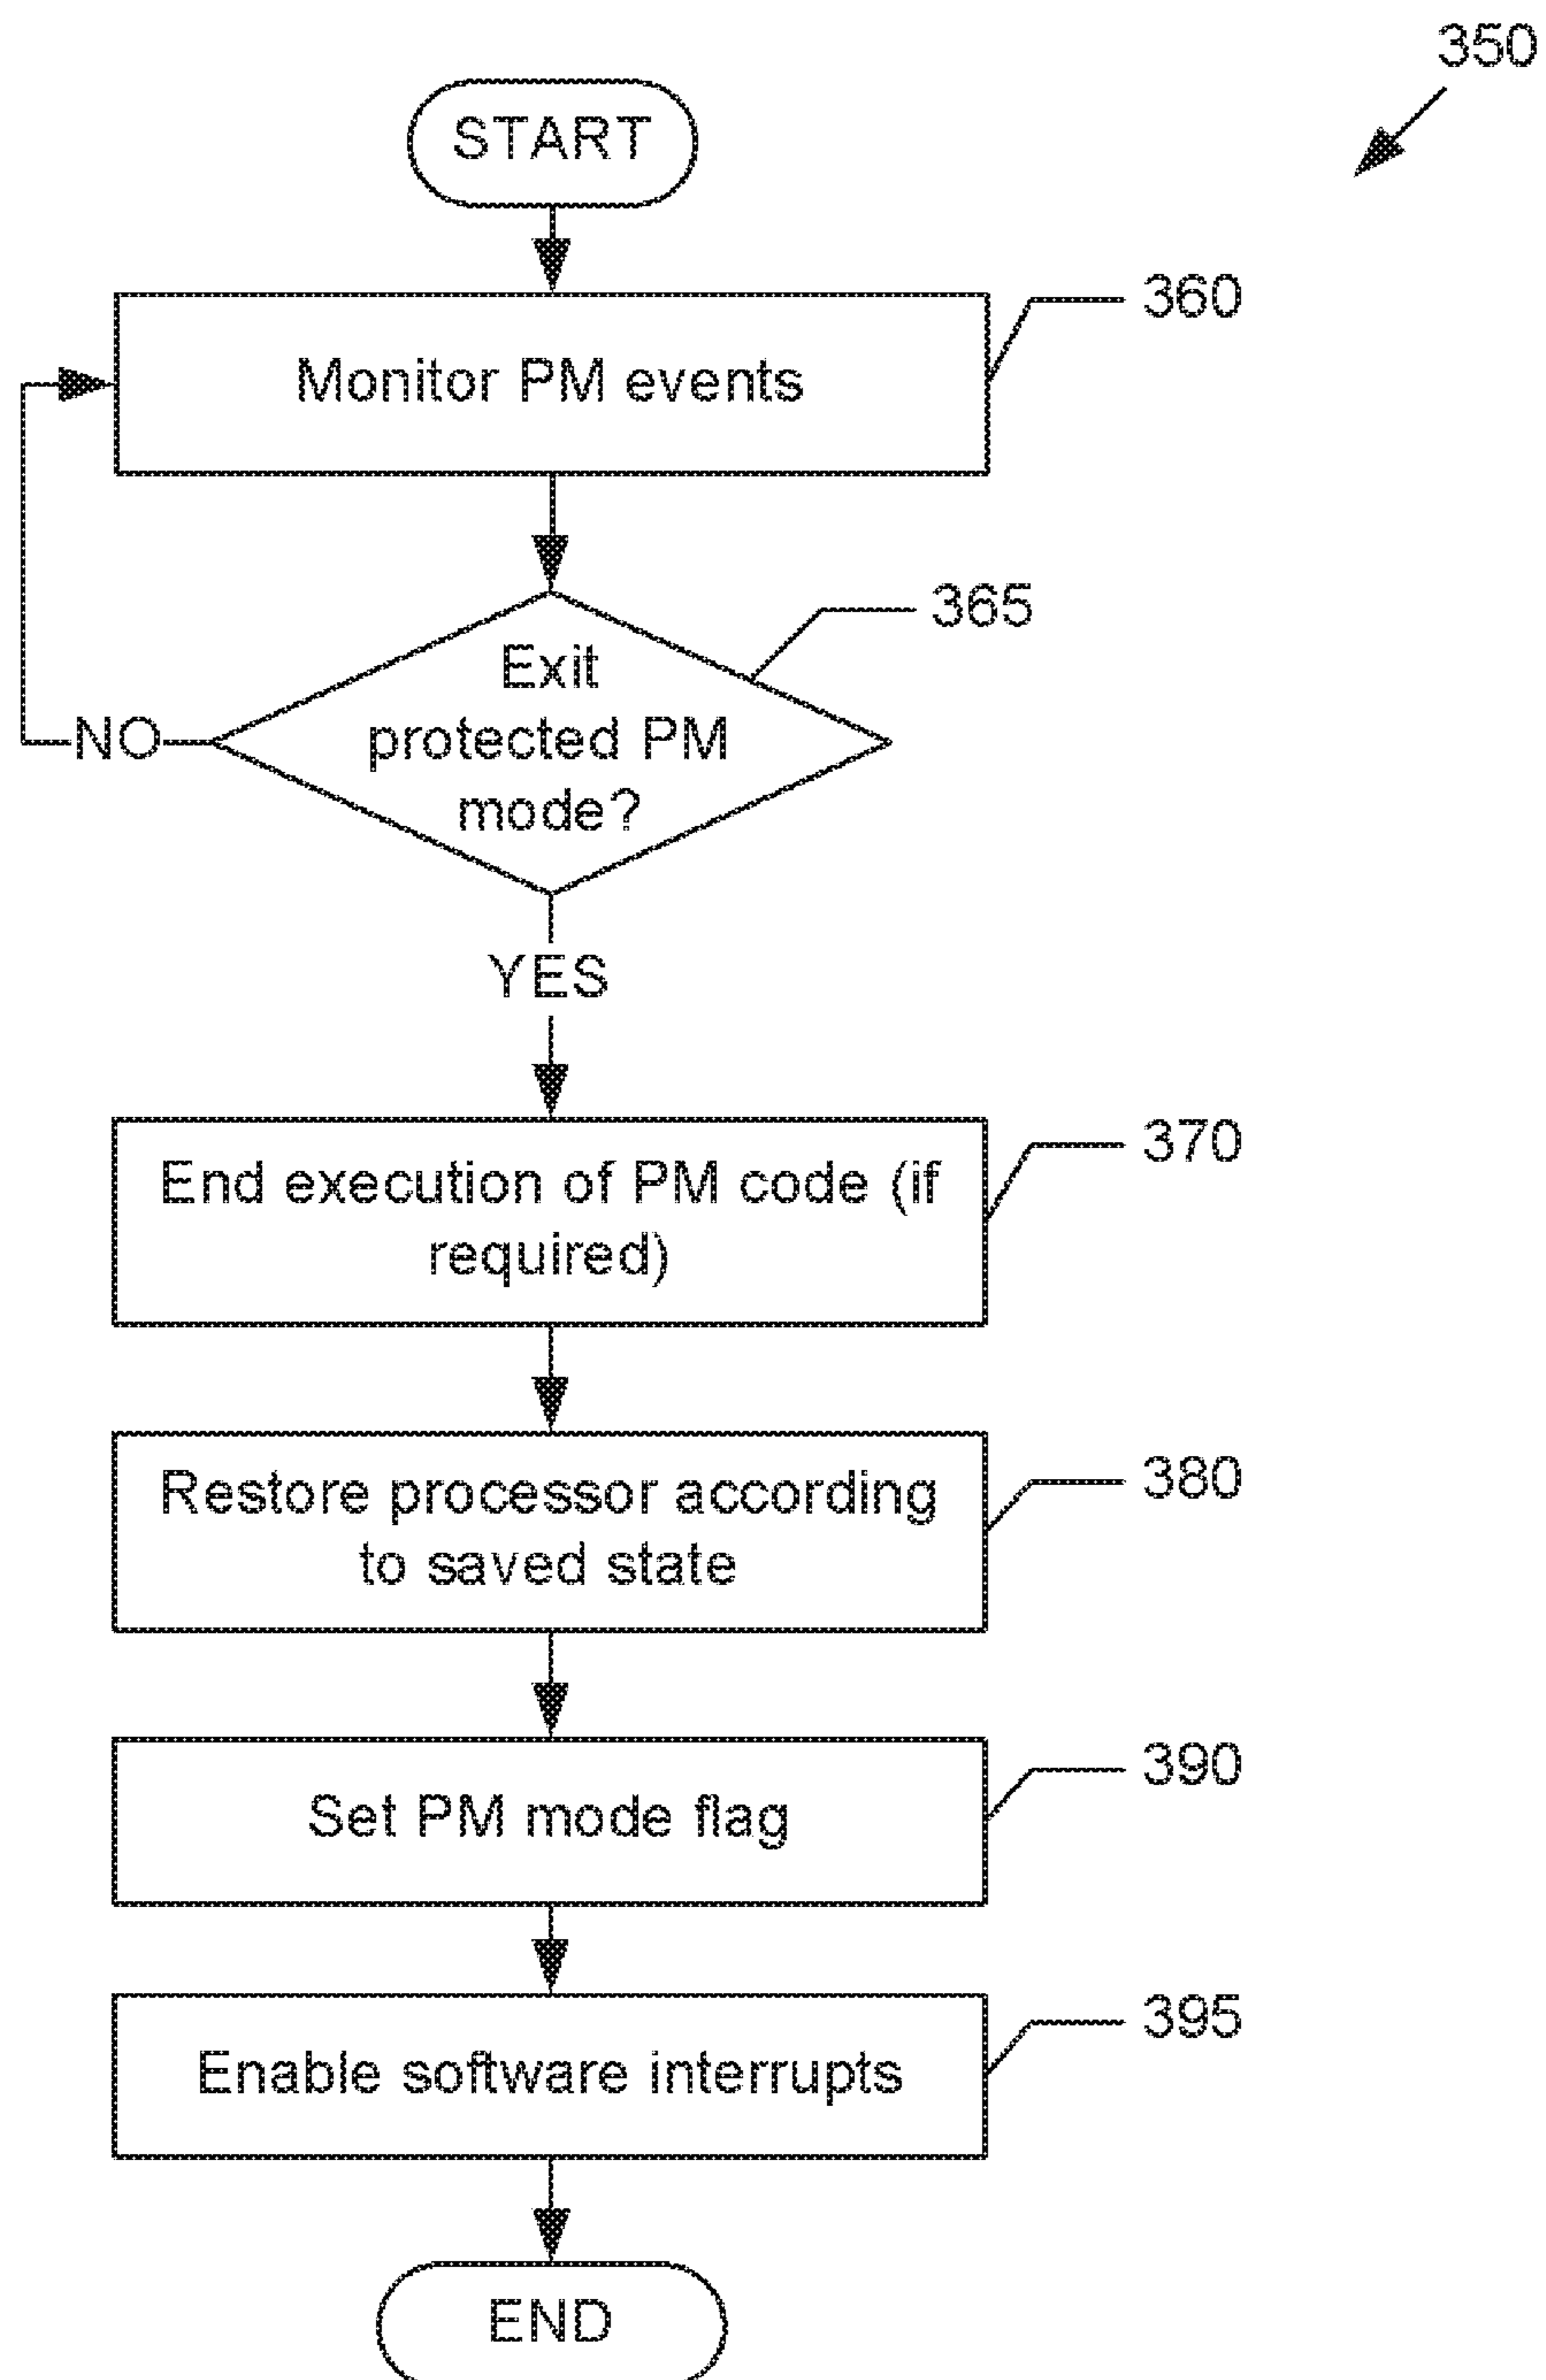 350
START
360
Monitor PM events
365
Exit
protected PM
mode?
NO
YES
370
End execution of PM code (if
required)
380
Restore processor according
to saved state
390
Set PM mode flag
395
Enable software interrupts
END